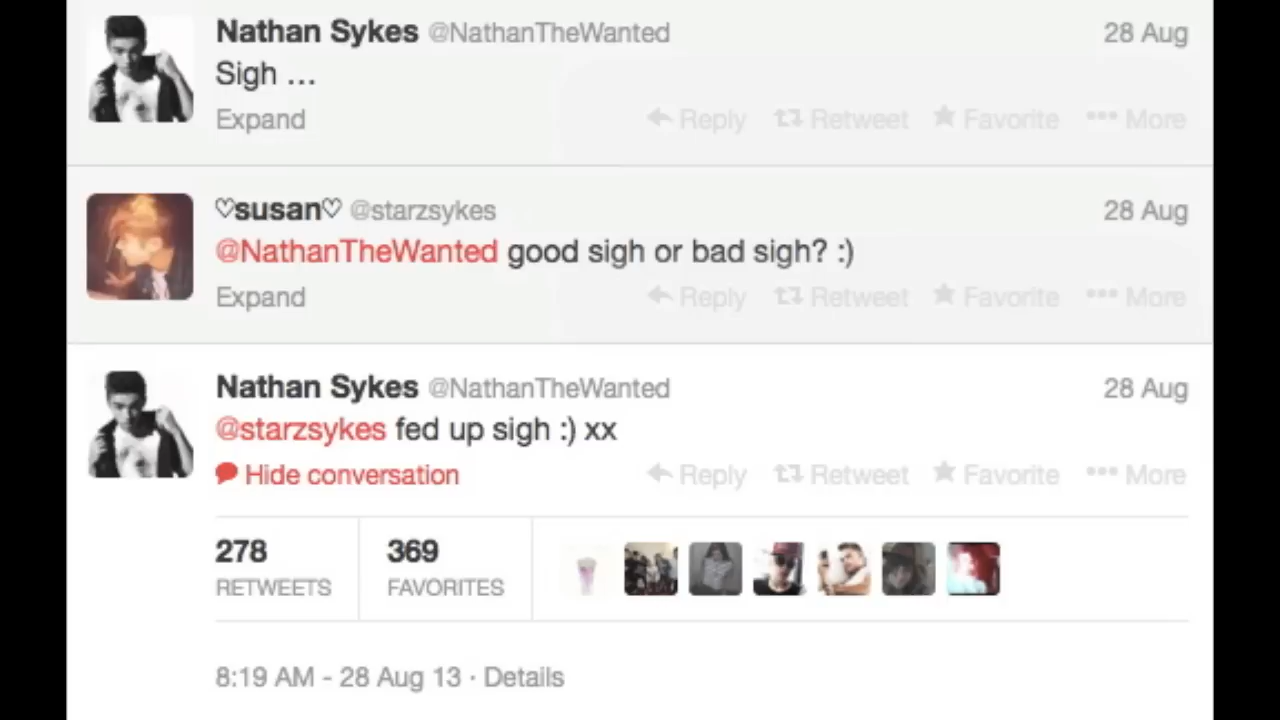 Nathan Sykes @NathanTheWanted 28 Aug
Sigh ...
Expand Reply Retweet Favorite More
♡susan♡ @starzsykes 28 Aug
@NathanTheWanted good sigh or bad sigh? :)
Expand Reply Retweet Favorite More
Nathan Sykes @NathanTheWanted 28 Aug
@starzsykes fed up sigh :) xx
Hide conversation Reply Retweet Favorite More
278 369
RETWEETS FAVORITES
8:19 AM - 28 Aug 13 · Details